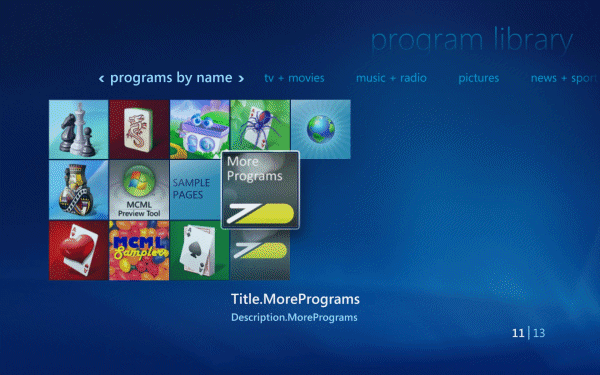 program library
‹ programs by name ›
tv + movies
music + radio
pictures
news + sport
More
Programs
MCML
Preview Tool
SAMPLE
PAGES
MCML
Sampler
Title.MorePrograms
Description.MorePrograms
11 | 13